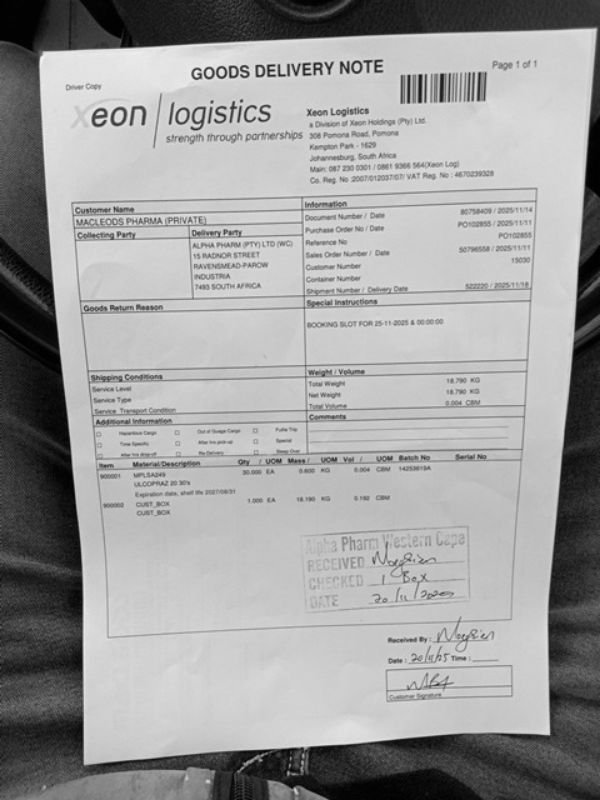 GOODS DELIVERY NOTE
Page 1 of 1
Driver Copy
xeon | logistics
strength through partnerships
Xeon Logistics
a Division of Xeon Holdings (Pty) Ltd.
308 Pomona Road, Pomona
Kempton Park - 1629
Johannesburg, South Africa
Main: 087 230 0301 / 0861 9366 564(Xeon Log)
Co. Reg. No :2007/012037/07/ VAT Reg. No : 4670239328
Customer Name
MACLEODS PHARMA (PRIVATE)
Collecting Party
Delivery Party
ALPHA PHARM (PTY) LTD (WC)
15 RADNOR STREET
RAVENSMEAD-PAROW
INDUSTRIA
7493 SOUTH AFRICA
Information
Document Number / Date 80758409 / 2025/11/14
Purchase Order No / Date PO102855 / 2025/11/11
Reference No PO102855
Sales Order Number / Date 50796558 / 2025/11/11
Customer Number 15030
Container Number
Shipment Number / Delivery Date 522220 / 2025/11/18
Goods Return Reason
Special Instructions
BOOKING SLOT FOR 25-11-2025 & 00:00:00
Shipping Conditions
Service Level
Service Type
Service Transport Condition
Weight / Volume
Total Weight 18.790 KG
Net Weight 18.790 KG
Total Volume 0.004 CBM
Additional Information
Hazardous Cargo Out of Guage Cargo Futile Trip
Time Specific After hrs pick-up Special
After hrs drop-off Re-Delivery Sleep Over
Comments
Item Material/Description Qty / UOM Mass / UOM Vol / UOM Batch No Serial No
900001 MPLSA249 30.000 EA 0.600 KG 0.004 CBM 14253619A
ULCOPRAZ 20 30's
Expiration date, shelf life 2027/08/31
900002 CUST_BOX 1.000 EA 18.190 KG 0.192 CBM
CUST_BOX
Alpha Pharm Western Cape
RECEIVED
CHECKED 1 Box
DATE 20/11/2025
Received By :
Date : 20/11/25 Time :
Customer Signature